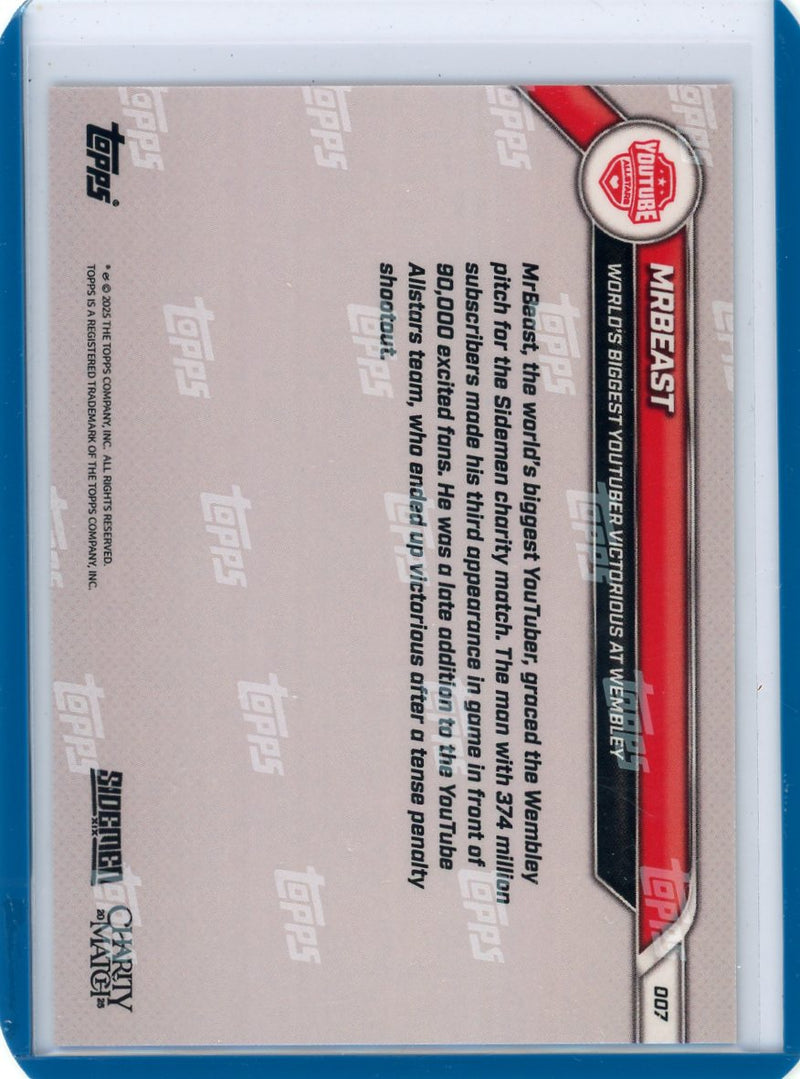 YOUTUBE
ALLSTARS
MRBEAST
007
WORLD'S BIGGEST YOUTUBER VICTORIOUS AT WEMBLEY
MrBeast, the world's biggest YouTuber, graced the Wembley
pitch for the Sidemen charity match. The man with 374 million
subscribers made his third appearance in game in front of
90,000 excited fans. He was a late addition to the YouTube
Allstars team, who ended up victorious after a tense penalty
shootout.
topps®
® & © 2025 THE TOPPS COMPANY, INC. ALL RIGHTS RESERVED.
TOPPS IS A REGISTERED TRADEMARK OF THE TOPPS COMPANY, INC.
SIDEMEN
XIX
CHARITY
20 MATCH 25